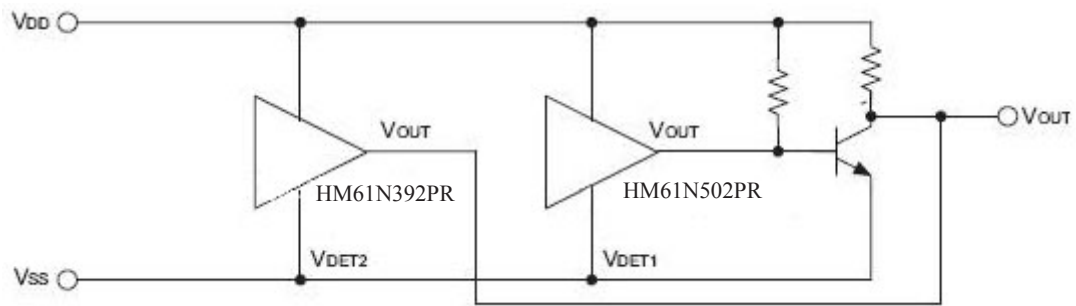 VDD
VOUT
VOUT
VOUT
HM61N392PR
HM61N502PR
VDET2
VDET1
VSS